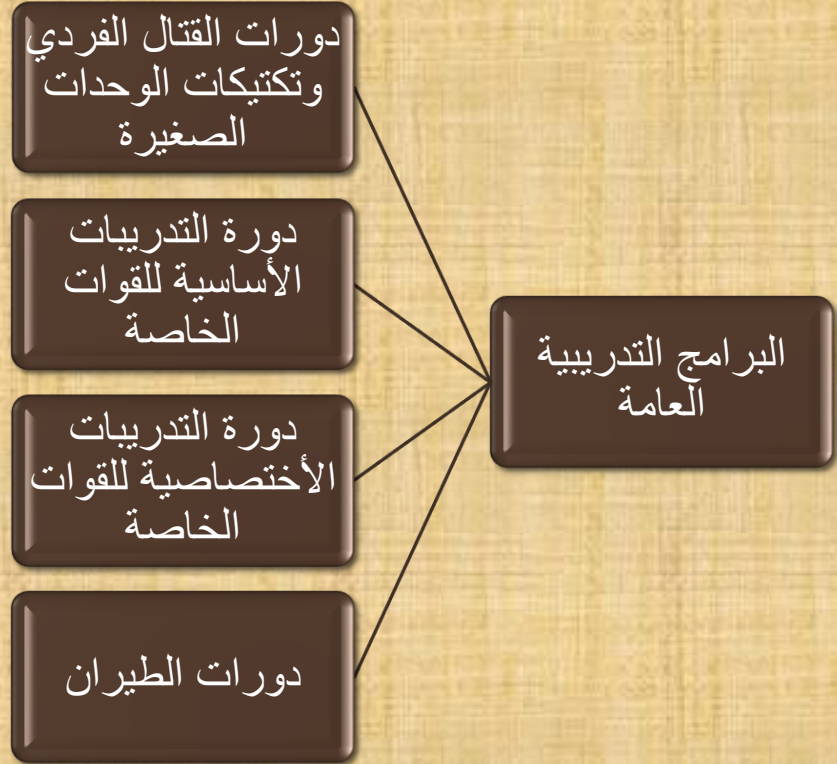 البرامج التدريبية
العامة
دورات القتال الفردي
وتكتيكات الوحدات
الصغيرة
دورة التدريبات
الأساسية للقوات
الخاصة
دورة التدريبات
الأختصاصية للقوات
الخاصة
دورات الطيران